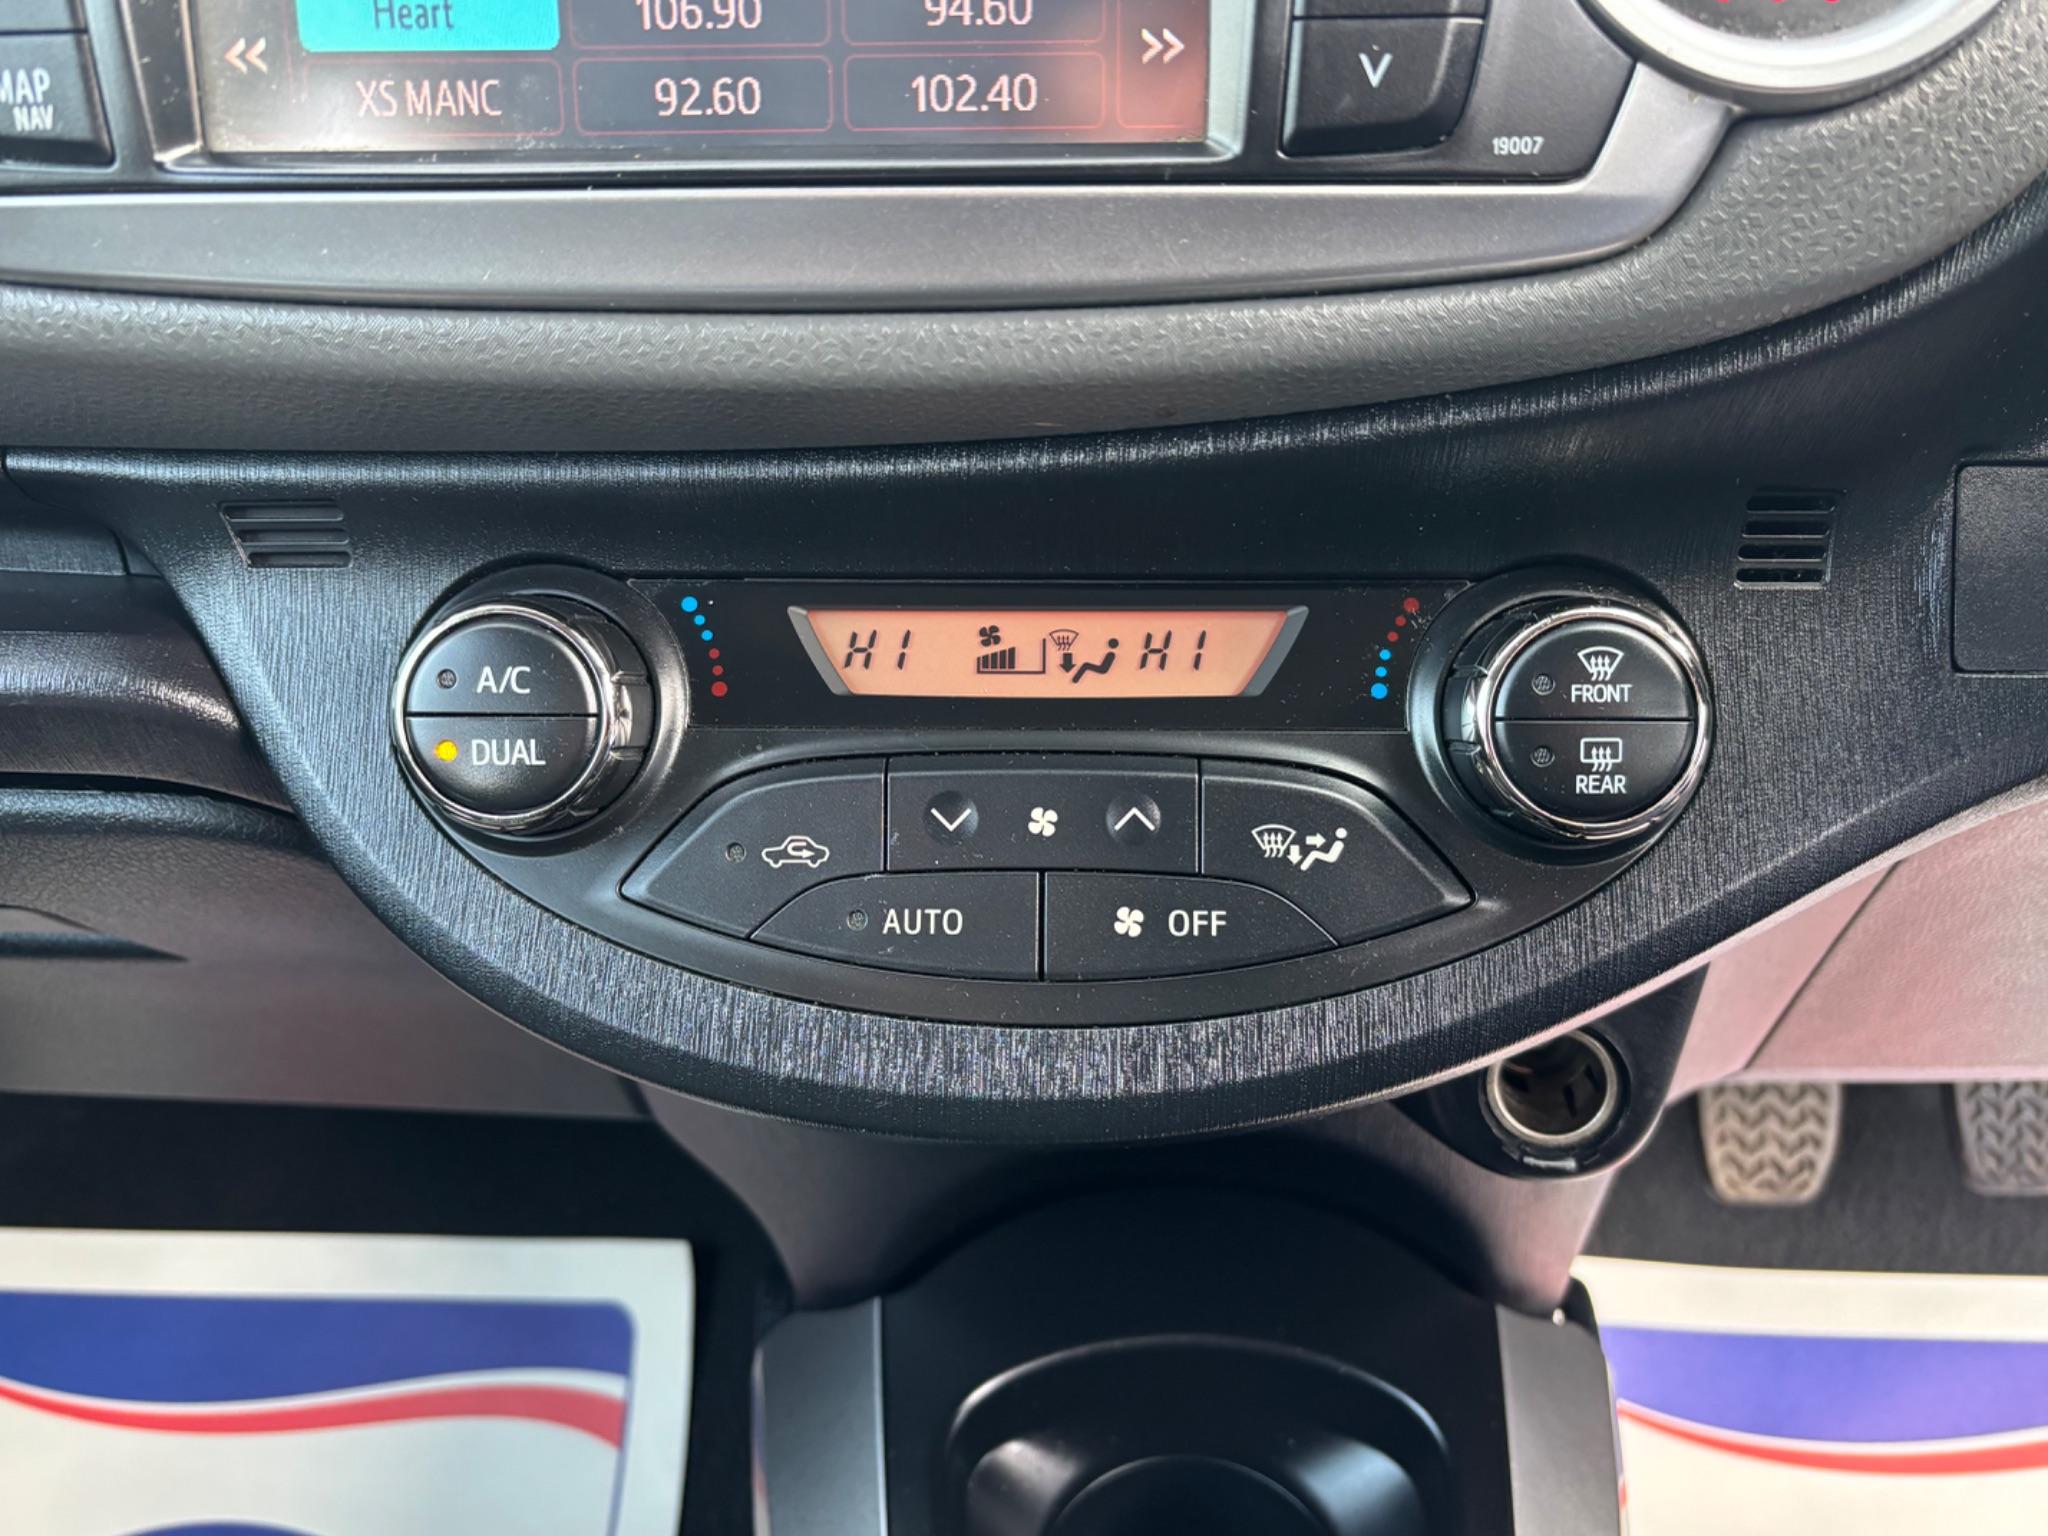 Heart 106.90 94.60
MAP
NAV
<< XS MANC 92.60 102.40 >>
19007
A/C
DUAL
HI HI
FRONT
REAR
AUTO
OFF